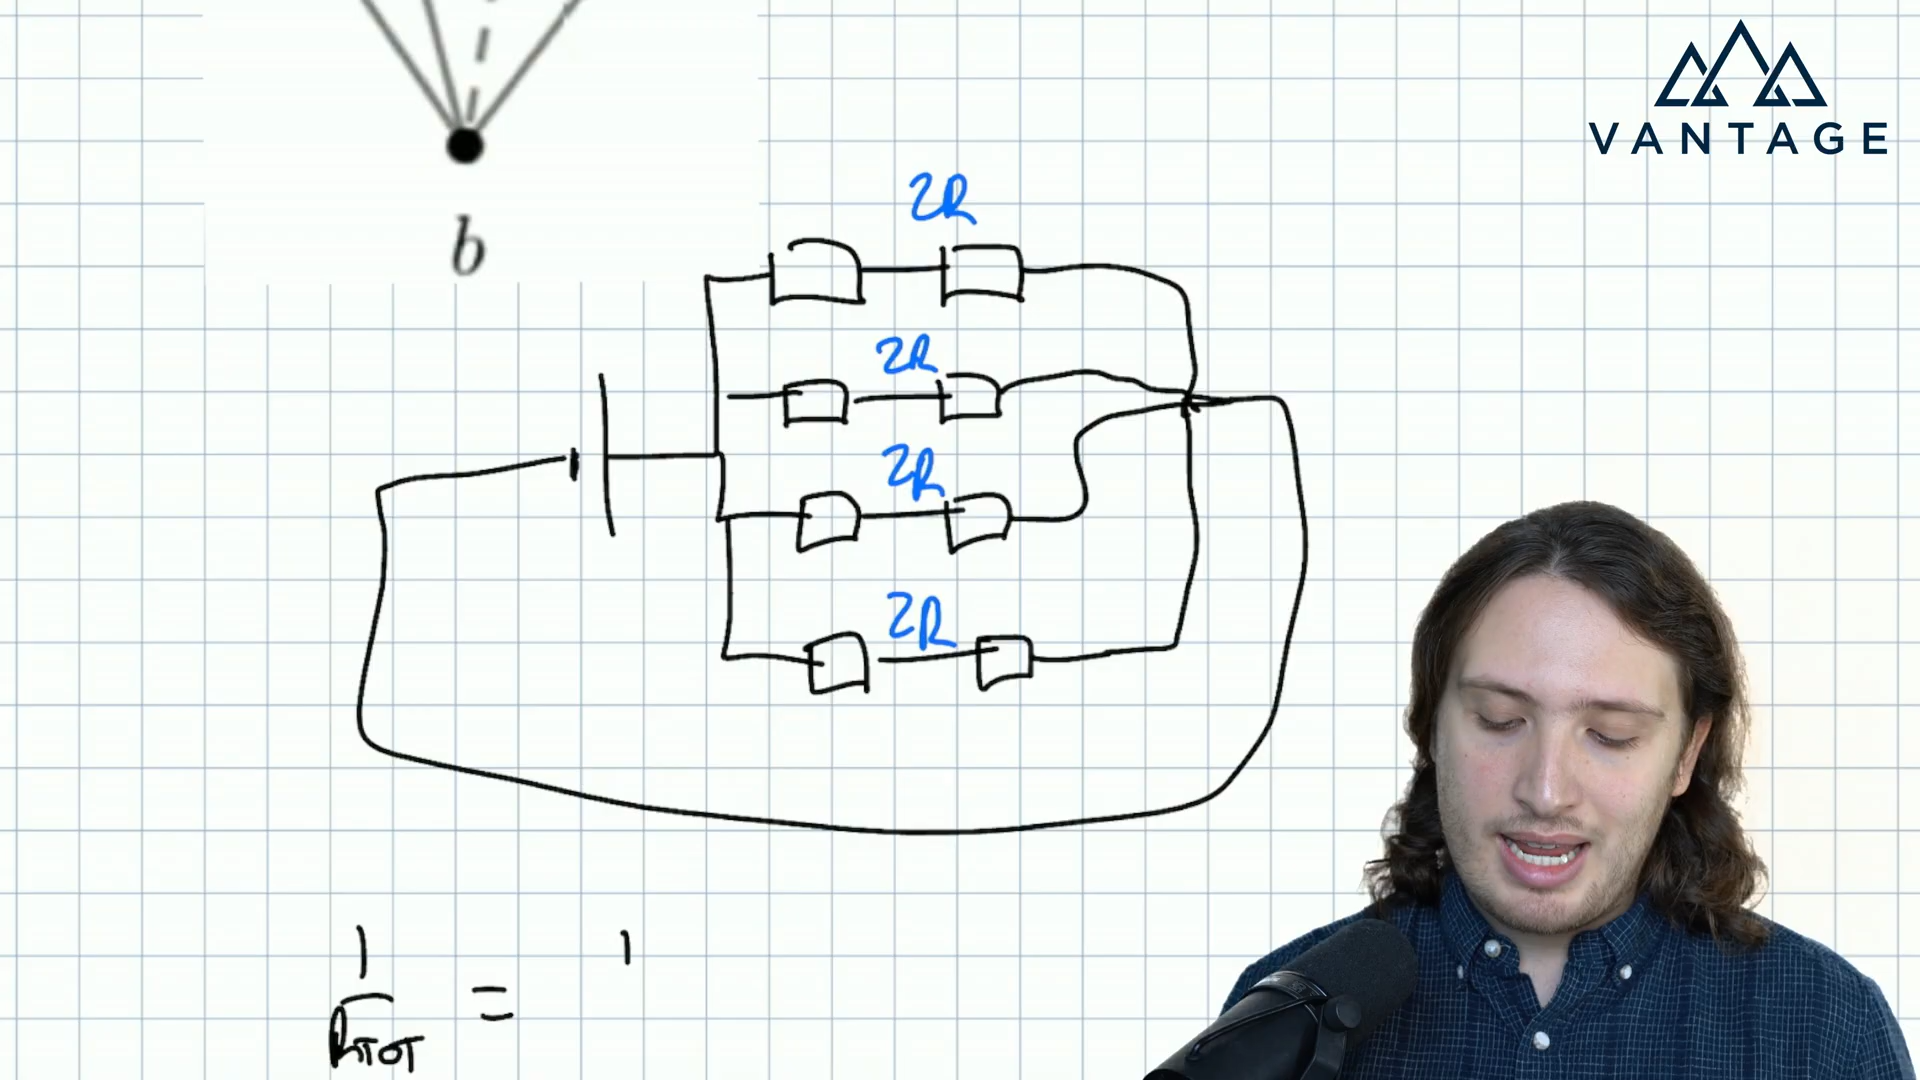 VANTAGE
b
2R
2R
2R
2R
1 1
—— =
RTOT